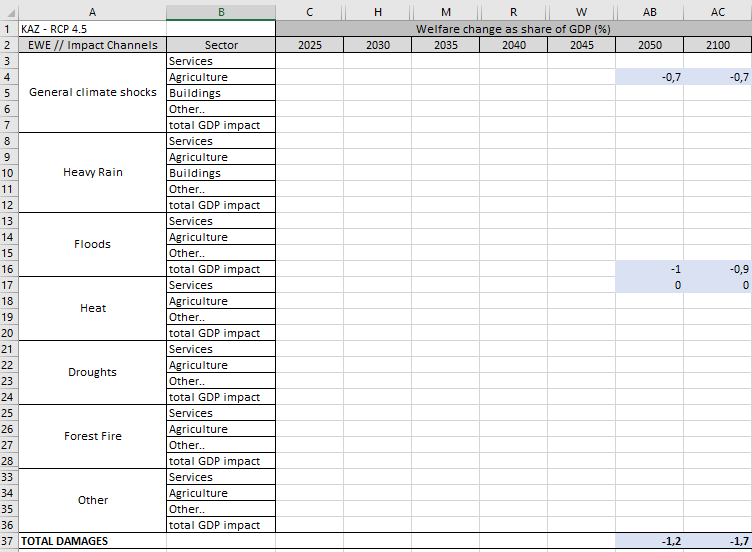 A B C H M R W AB AC
1 KAZ - RCP 4.5 Welfare change as share of GDP (%)
2 EWE // Impact Channels Sector 2025 2030 2035 2040 2045 2050 2100
3 Services
4 Agriculture -0,7 -0,7
5 General climate shocks Buildings
6 Other..
7 total GDP impact
8 Services
9 Agriculture
10 Heavy Rain Buildings
11 Other..
12 total GDP impact
13 Services
14 Floods Agriculture
15 Other..
16 total GDP impact -1 -0,9
17 Services 0 0
18 Heat Agriculture
19 Other..
20 total GDP impact
21 Services
22 Droughts Agriculture
23 Other..
24 total GDP impact
25 Services
26 Forest Fire Agriculture
27 Other..
28 total GDP impact
33 Services
34 Other Agriculture
35 Other..
36 total GDP impact
37 TOTAL DAMAGES -1,2 -1,7